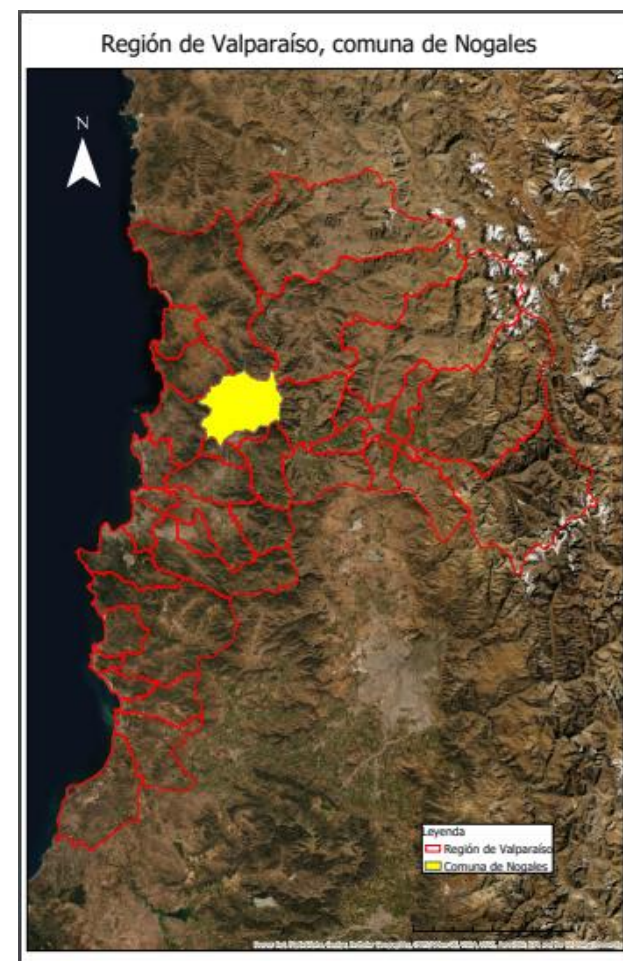 Región de Valparaíso, comuna de Nogales
N
Leyenda
Región de Valparaíso
Comuna de Nogales